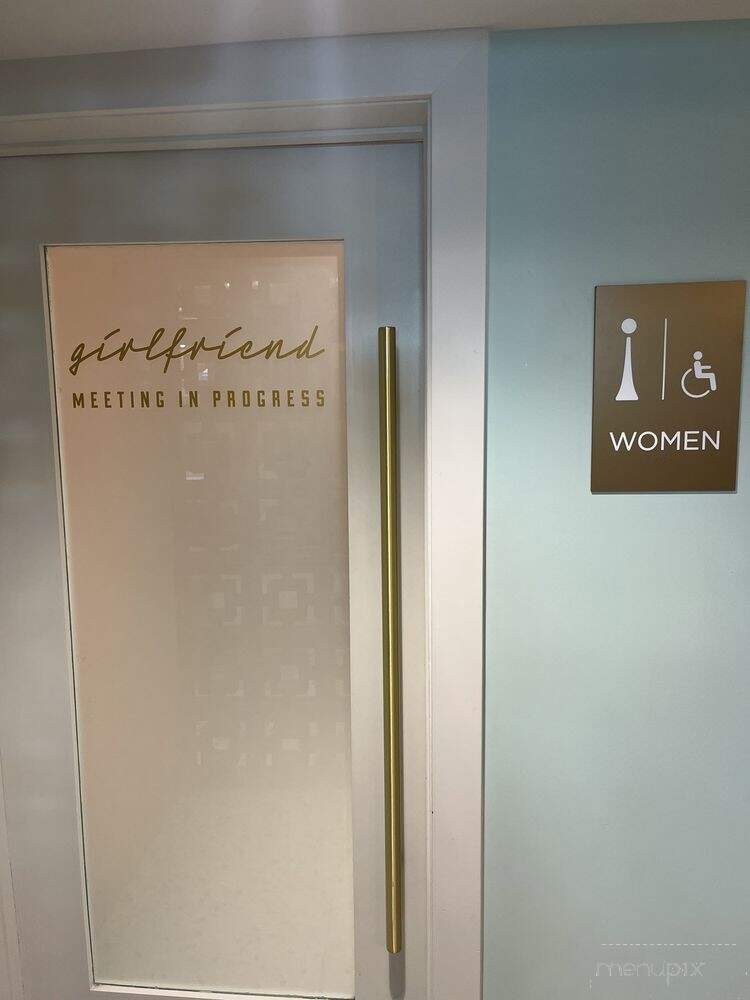 girlfriend
MEETING IN PROGRESS
WOMEN
menupix